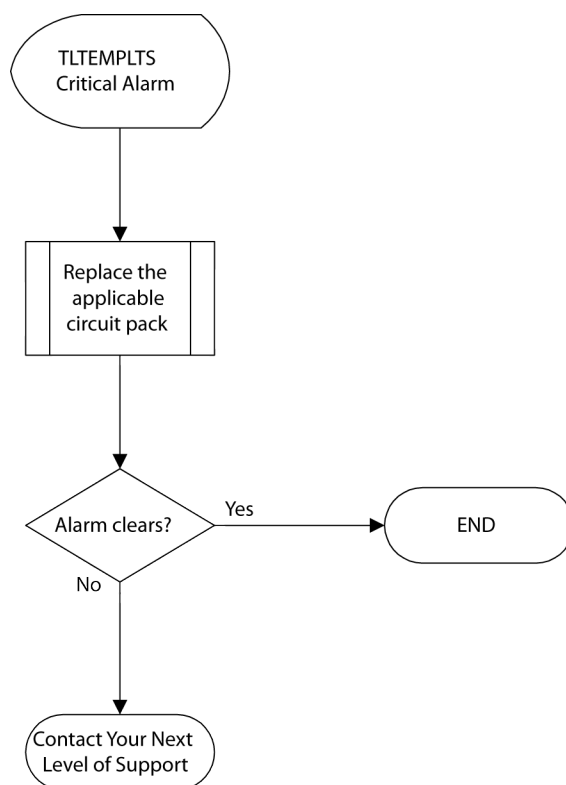 TLTEMPLTS
Critical Alarm
Replace the
applicable
circuit pack
Alarm clears?
Yes
END
No
Contact Your Next
Level of Support